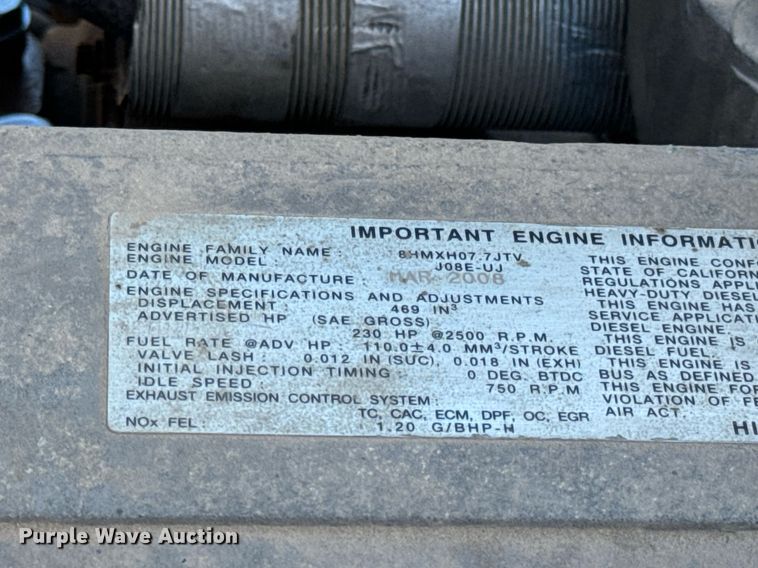 IMPORTANT ENGINE INFORMATI
ENGINE FAMILY NAME : 8HMXH07.7JTV
ENGINE MODEL : J08E-UJ
DATE OF MANUFACTURE : MAR 2008
ENGINE SPECIFICATIONS AND ADJUSTMENTS
DISPLACEMENT : 469 IN³
ADVERTISED HP (SAE GROSS) :
230 HP @2500 R.P.M.
FUEL RATE @ADV HP : 110.0±4.0 MM³/STROKE
VALVE LASH : 0.012 IN (SUC), 0.018 IN (EXH)
INITIAL INJECTION TIMING : 0 DEG. BTDC
IDLE SPEED : 750 R.P.M
EXHAUST EMISSION CONTROL SYSTEM :
TC, CAC, ECM, DPF, OC, EGR
NOx FEL : 1.20 G/BHP-H
THIS ENGINE CONFOR
STATE OF CALIFORN
REGULATIONS APPL
HEAVY-DUTY DIESEL
THIS ENGINE HAS
SERVICE APPLICAT
DIESEL ENGINE.
THIS ENGINE IS
DIESEL FUEL.
THIS ENGINE IS
BUS AS DEFINED
THIS ENGINE FOR
VIOLATION OF FE
AIR ACT.
HI
Purple Wave Auction